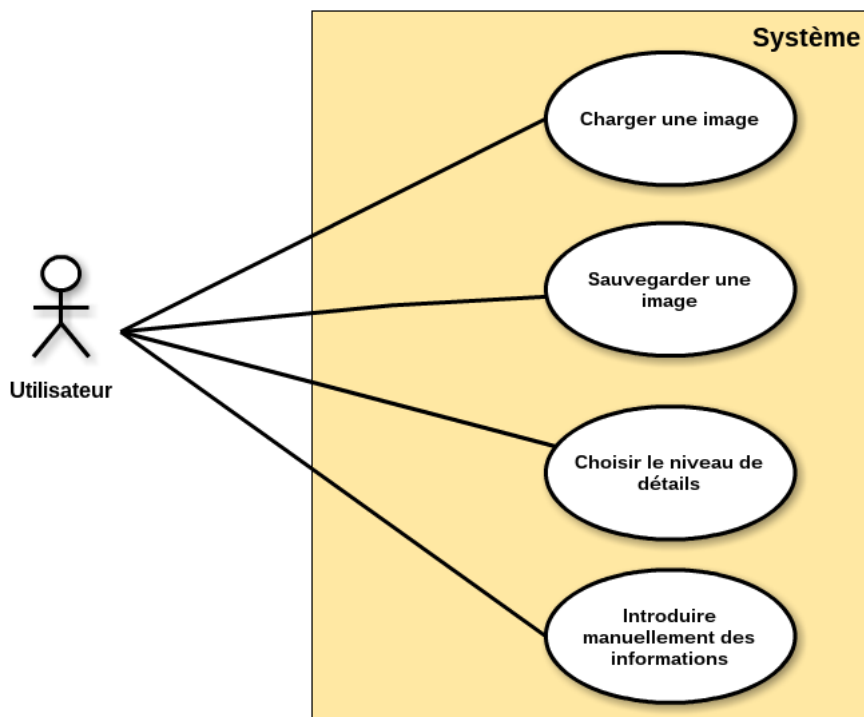 Système
Charger une image
Sauvegarder une
image
Utilisateur
Choisir le niveau de
détails
Introduire
manuellement des
informations